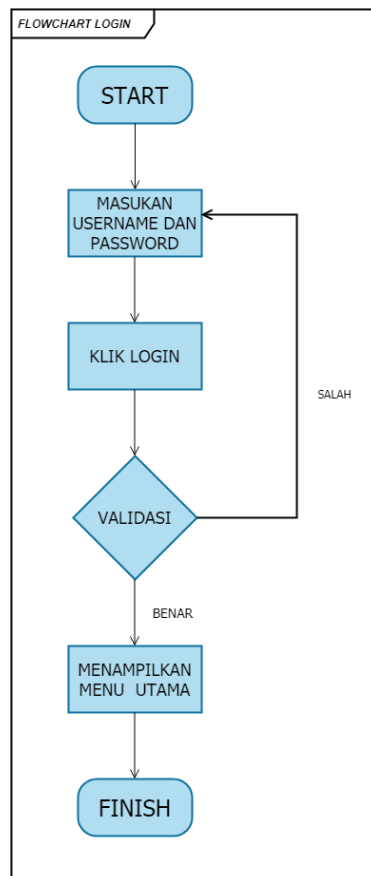 FLOWCHART LOGIN
START
MASUKAN
USERNAME DAN
PASSWORD
KLIK LOGIN
SALAH
VALIDASI
BENAR
MENAMPILKAN
MENU UTAMA
FINISH